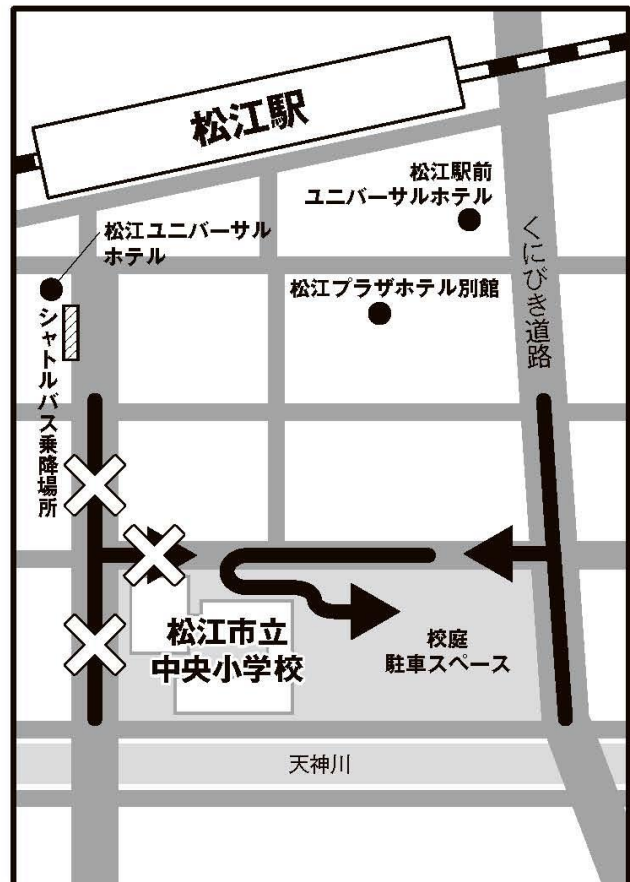 松江駅
松江駅前
ユニバーサルホテル
松江ユニバーサル
ホテル
松江プラザホテル別館
くにびき道路
シャトルバス乗降場所
松江市立
中央小学校
校庭
駐車スペース
天神川